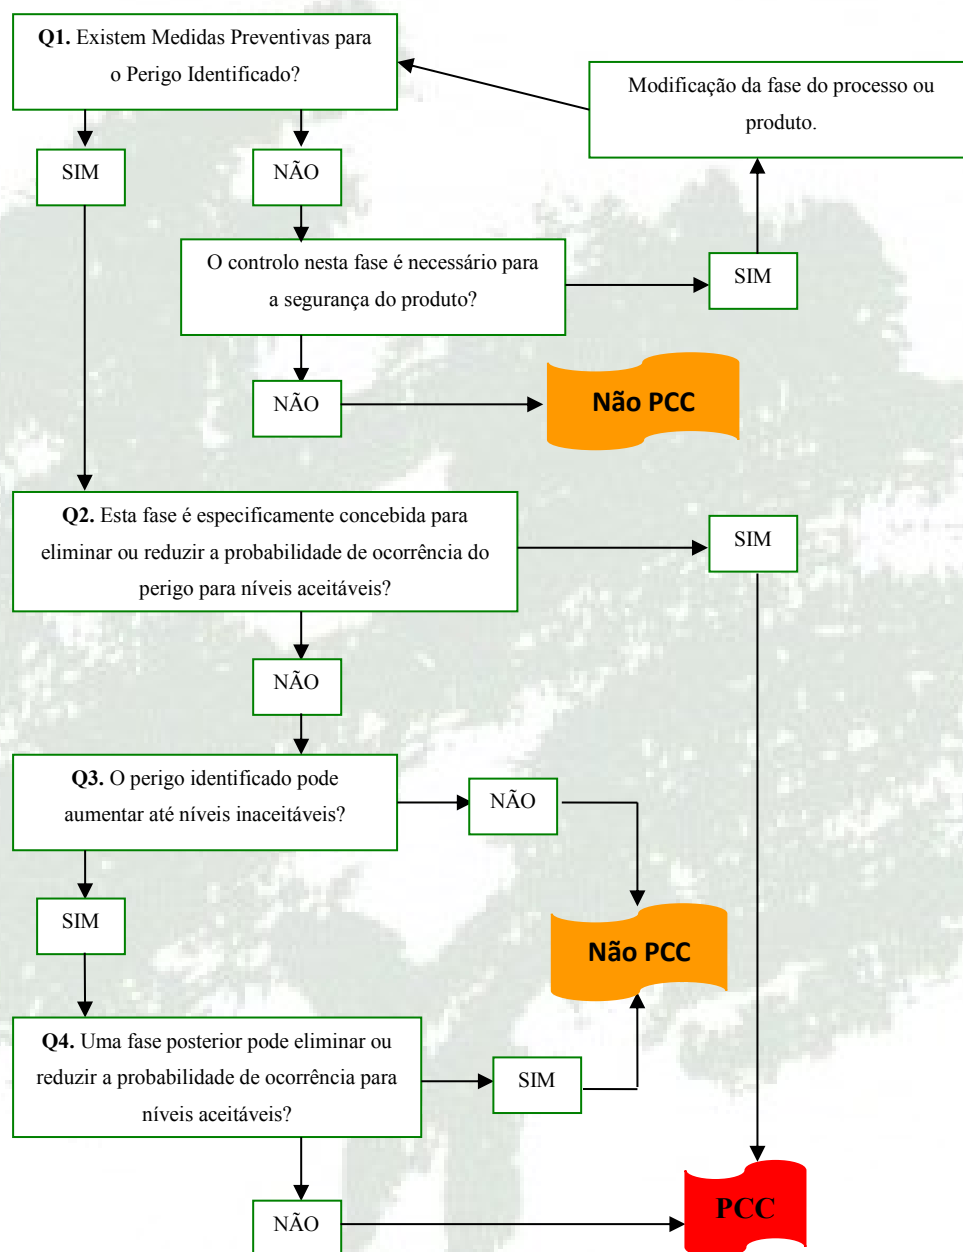 Q1. Existem Medidas Preventivas para
o Perigo Identificado?
Modificação da fase do processo ou
produto.
SIM
NÃO
O controlo nesta fase é necessário para
a segurança do produto?
SIM
NÃO
Não PCC
Q2. Esta fase é especificamente concebida para
eliminar ou reduzir a probabilidade de ocorrência do
perigo para níveis aceitáveis?
SIM
NÃO
Q3. O perigo identificado pode
aumentar até níveis inaceitáveis?
NÃO
SIM
Não PCC
Q4. Uma fase posterior pode eliminar ou
reduzir a probabilidade de ocorrência para
níveis aceitáveis?
SIM
NÃO
PCC